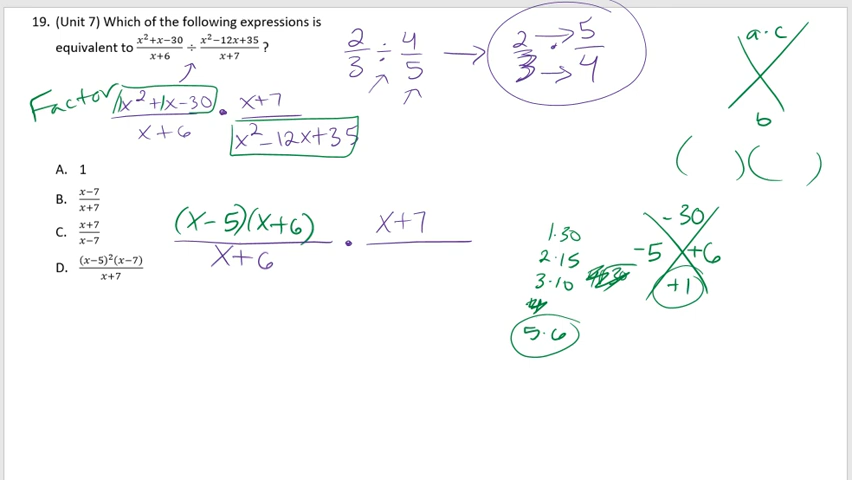 19. (Unit 7) Which of the following expressions is
equivalent to (x²+x−30)/(x+6) ÷ (x²−12x+35)/(x+7) ?
2/3 ÷ 4/5 → 2/3 · 5/4
a·c
b
Factor
(1x²+1x−30)/(x+6) · (x+7)/(x²−12x+35)
( )( )
A. 1
B. (x−7)/(x+7)
C. (x+7)/(x−7)
D. (x−5)²(x−7)/(x+7)
(x−5)(x+6)/(x+6) · x+7
1·30
2·15
3·10
5·6
−30
−5 +6
+1